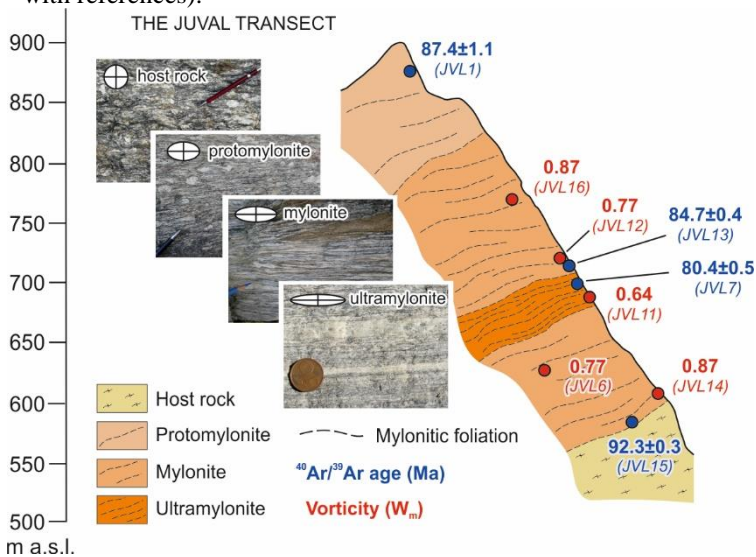 with references).
THE JUVAL TRANSECT
900
850
800
750
700
650
600
550
500
m a.s.l.
host rock
protomylonite
mylonite
ultramylonite
87.4±1.1
(JVL1)
0.87
(JVL16)
0.77
(JVL12)
84.7±0.4
(JVL13)
80.4±0.5
(JVL7)
0.64
(JVL11)
0.77
(JVL6)
0.87
(JVL14)
92.3±0.3
(JVL15)
Host rock
Protomylonite
Mylonite
Ultramylonite
Mylonitic foliation
⁴⁰Ar/³⁹Ar age (Ma)
Vorticity (Wₘ)